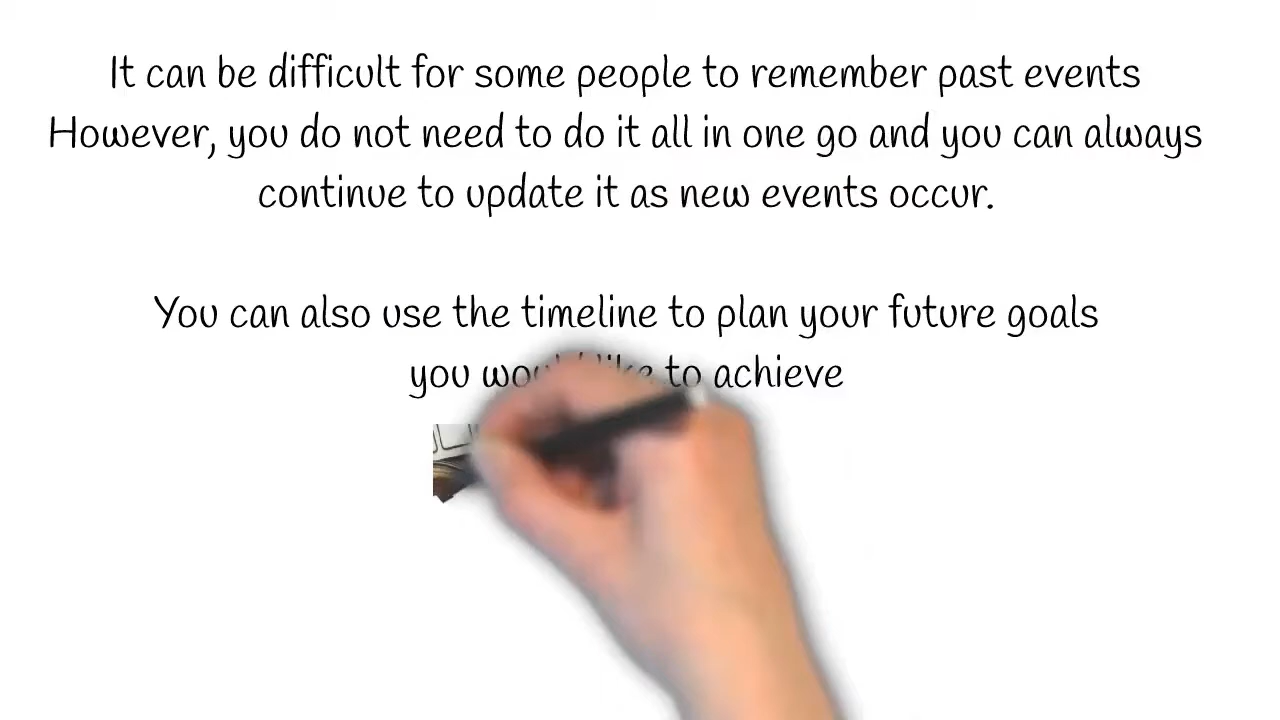 It can be difficult for some people to remember past events
However, you do not need to do it all in one go and you can always
continue to update it as new events occur.
You can also use the timeline to plan your future goals
you would like to achieve